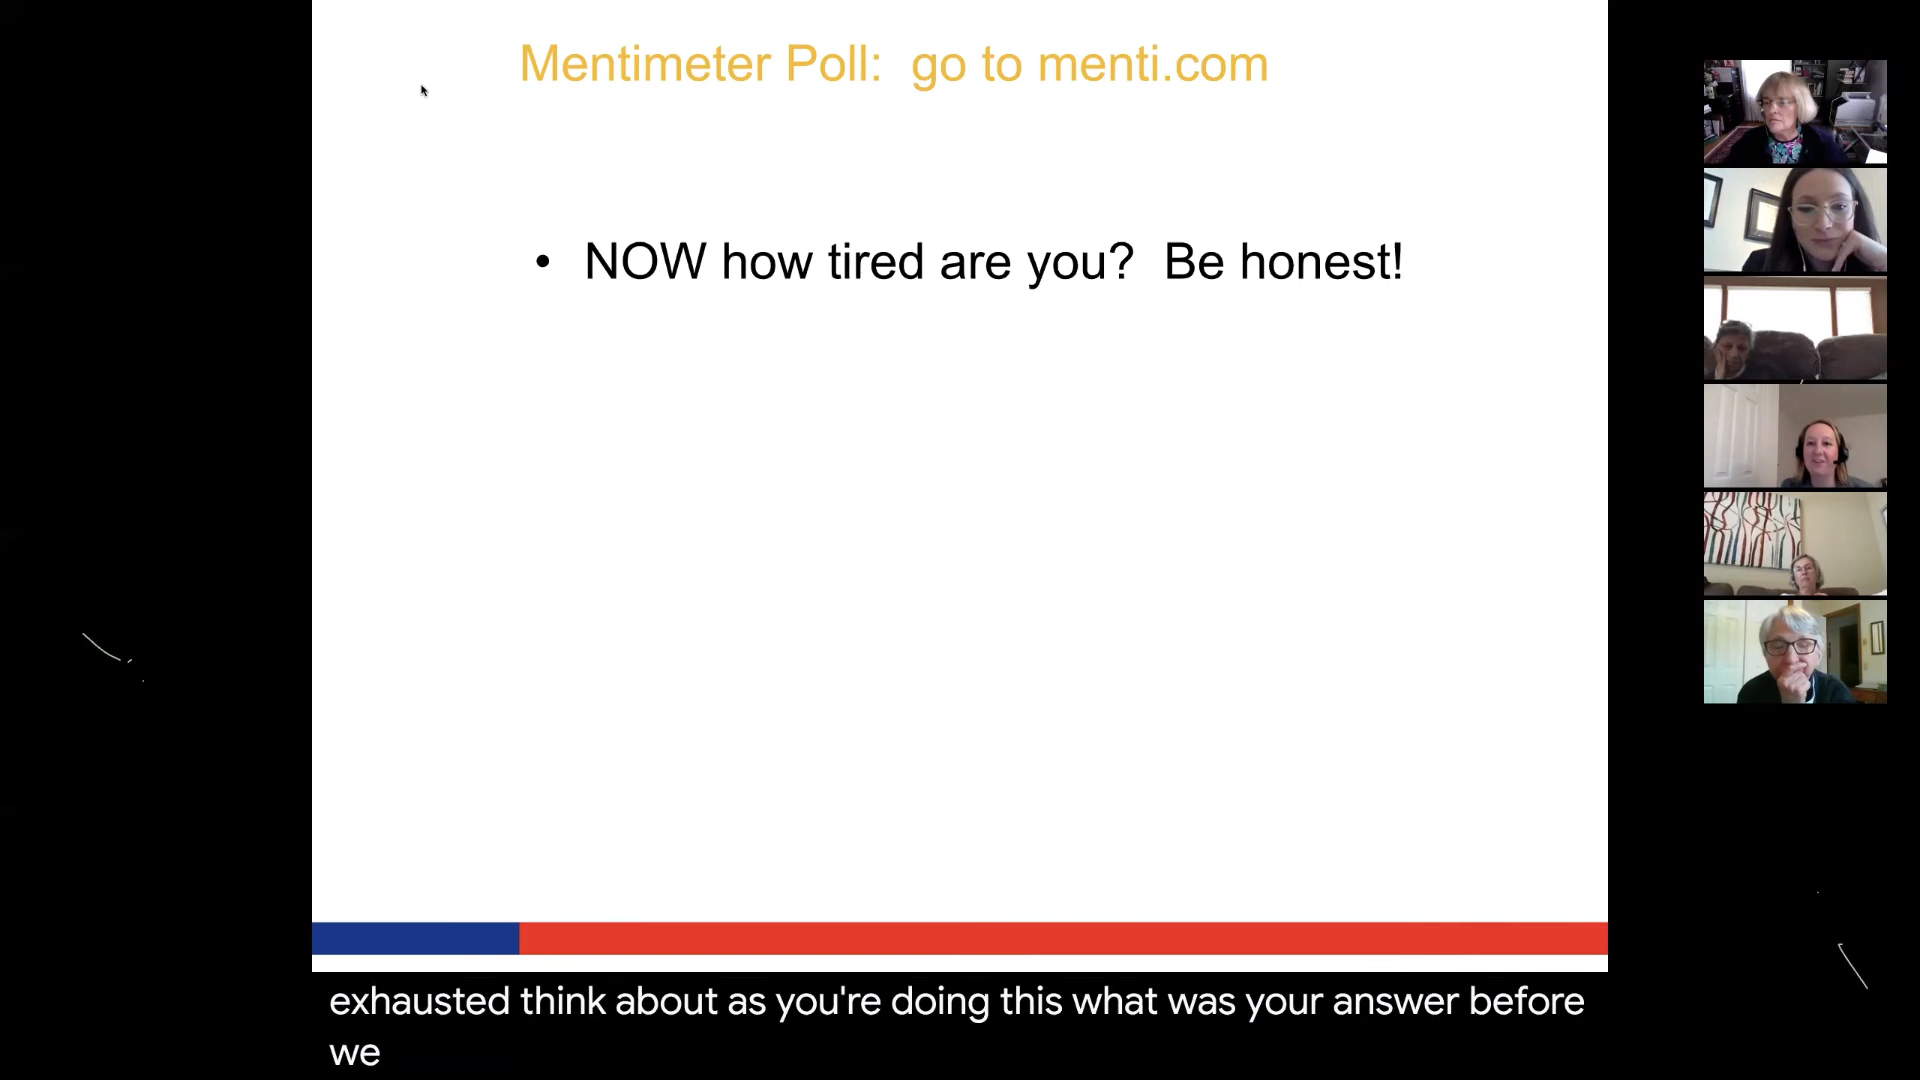 Mentimeter Poll:  go to menti.com
• NOW how tired are you?  Be honest!
exhausted think about as you're doing this what was your answer before
we